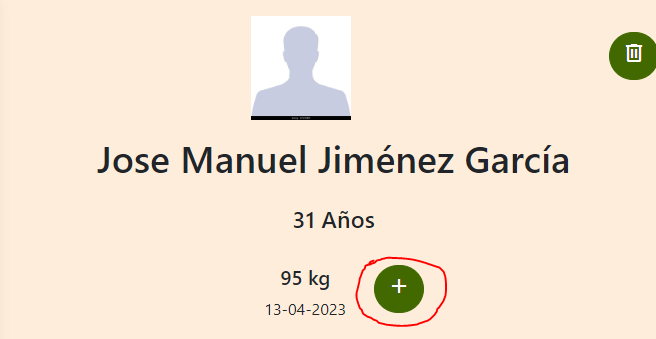 Jose Manuel Jiménez García
31 Años
95 kg
+
13-04-2023